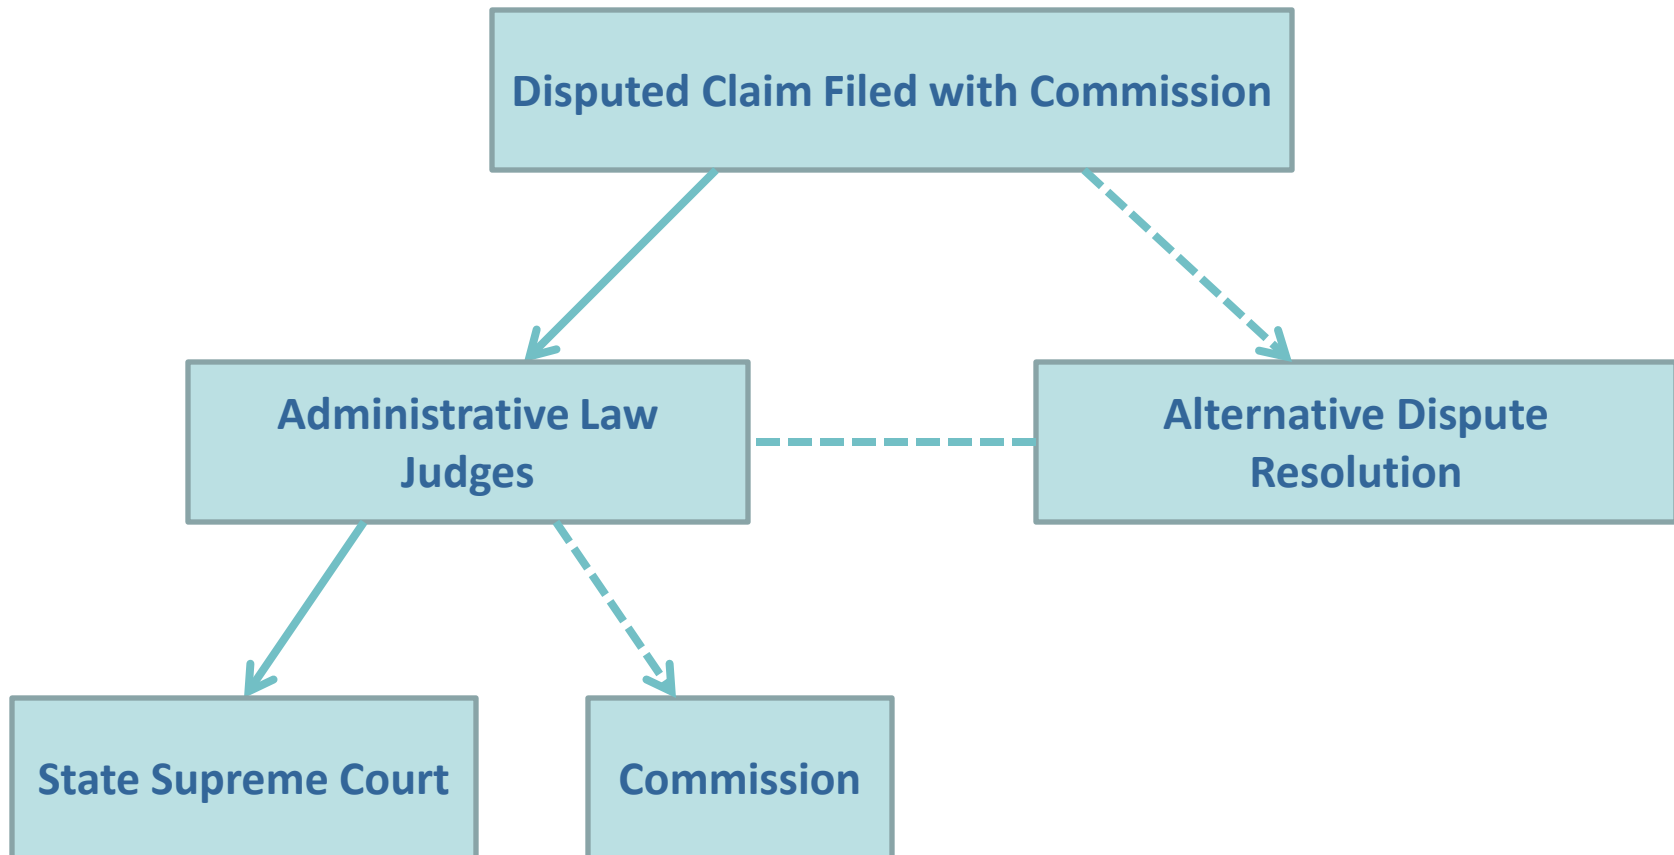 Disputed Claim Filed with Commission
Administrative Law
Judges
Alternative Dispute
Resolution
State Supreme Court
Commission